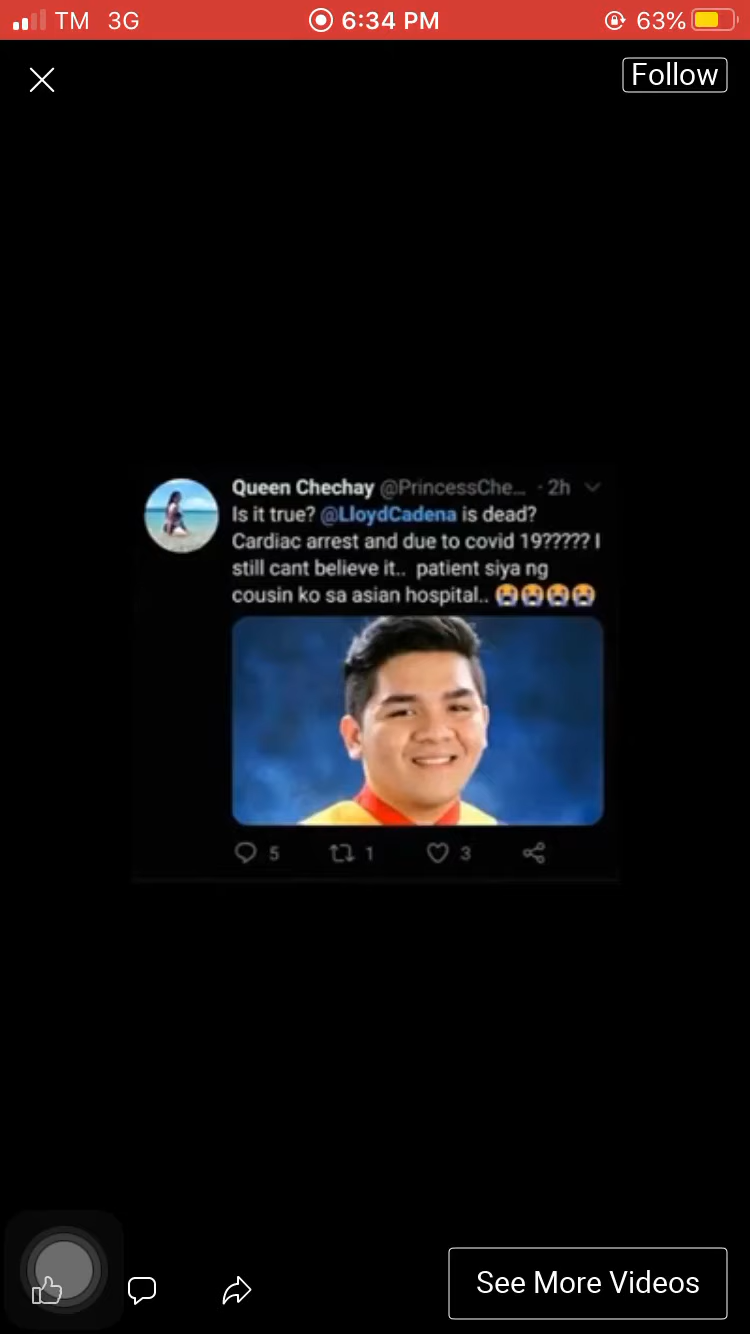 TM 3G 6:34 PM 63%
Follow
Queen Chechay @PrincessChe... · 2h
Is it true? @LloydCadena is dead?
Cardiac arrest and due to covid 19????? I
still cant believe it.. patient siya ng
cousin ko sa asian hospital.. 😭😭😭😭
5 1 3
See More Videos